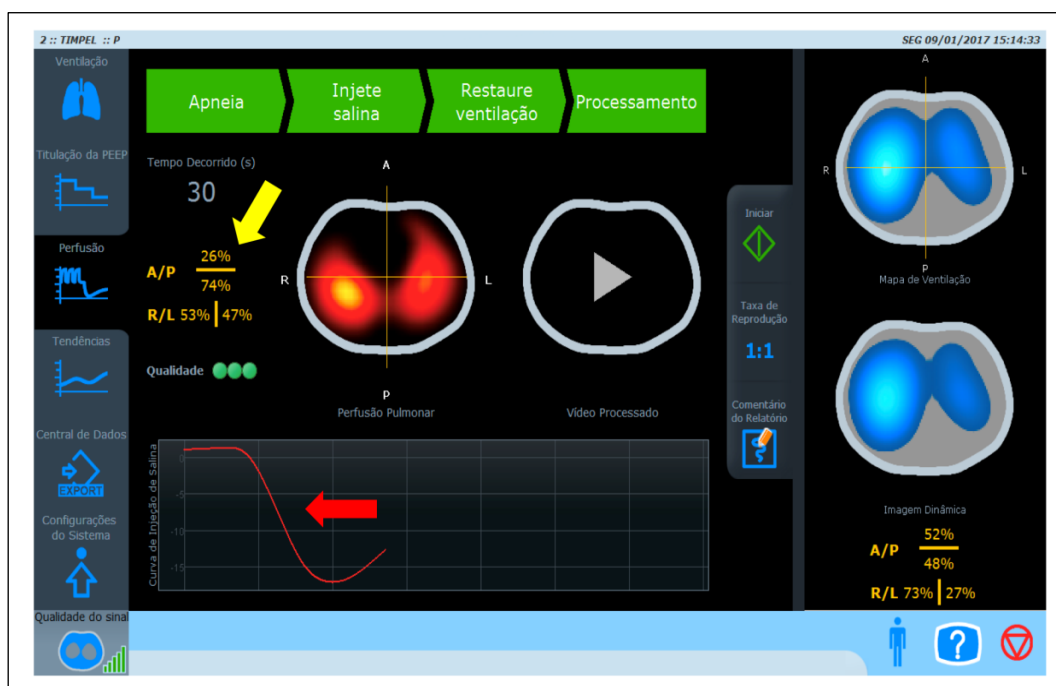 2 :: TIMPEL :: P
SEG 09/01/2017 15:14:33
Ventilação
Titulação da PEEP
Perfusão
Tendências
Central de Dados
EXPORT
Configurações
do Sistema
Qualidade do sinal
Apneia
Injete
salina
Restaure
ventilação
Processamento
Tempo Decorrido (s)
30
26%
A/P
74%
R/L 53% 47%
Qualidade
A
R
L
P
Perfusão Pulmonar
Vídeo Processado
Curva de Injeção de Salina
0
-5
-10
-15
Iniciar
Taxa de
Reprodução
1:1
Comentário
do Relatório
A
R
L
P
Mapa de Ventilação
Imagem Dinâmica
52%
A/P
48%
R/L 73% 27%
?